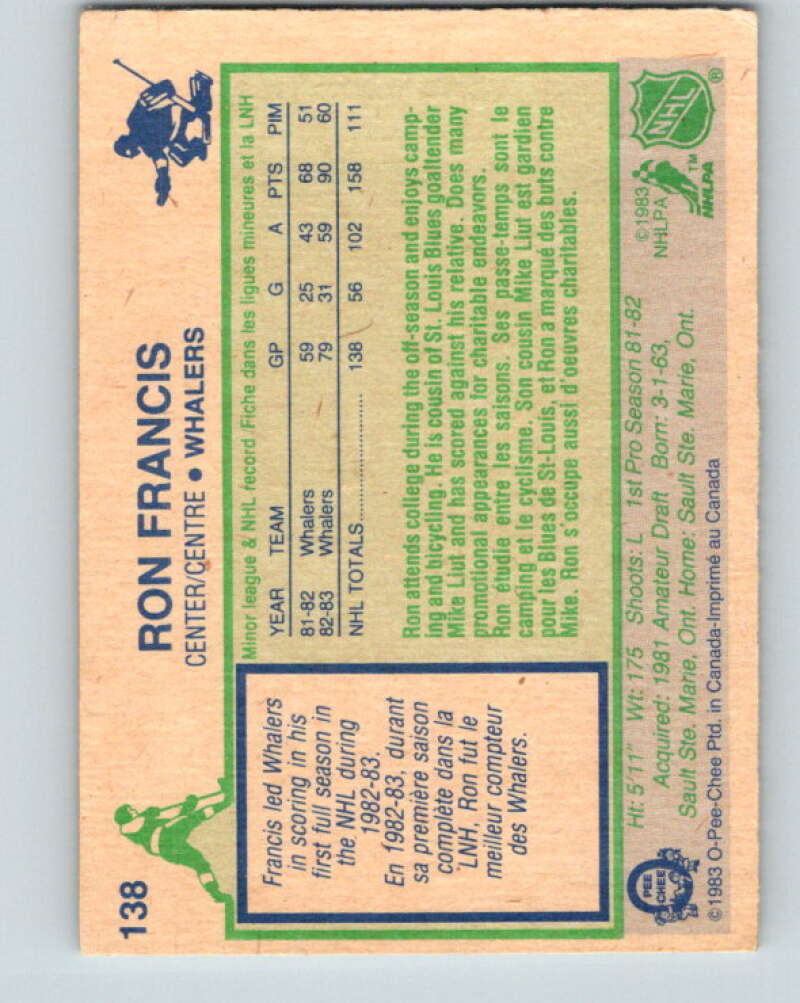 138
RON FRANCIS
CENTER/CENTRE • WHALERS
Francis led Whalers
in scoring in his
first full season in
the NHL during
1982-83.
En 1982-83, durant
sa première saison
complète dans la
LNH, Ron fut le
meilleur compteur
des Whalers.
Minor league & NHL record/Fiche dans les ligues mineures et la LNH
YEAR TEAM GP G A PTS PIM
81-82 Whalers 59 25 43 68 51
82-83 Whalers 79 31 59 90 60
NHL TOTALS 138 56 102 158 111
Ron attends college during the off-season and enjoys camp-
ing and bicycling. He is cousin of St. Louis Blues goaltender
Mike Liut and has scored against his relative. Does many
promotional appearances for charitable endeavors.
Ron étudie entre les saisons. Ses passe-temps sont le
camping et le cyclisme. Son cousin Mike Liut est gardien
pour les Blues de St-Louis, et Ron a marqué des buts contre
Mike. Ron s'occupe aussi d'oeuvres charitables.
Ht: 5'11" Wt: 175 Shoots: L 1st Pro Season 81-82
Acquired: 1981 Amateur Draft Born: 3-1-63,
Sault Ste. Marie, Ont. Home: Sault Ste. Marie, Ont.
©1983 O-Pee-Chee Ptd. in Canada-Imprimé au Canada
O PEE CHEE
©1983
NHLPA
NHLPA ™
NHL ®